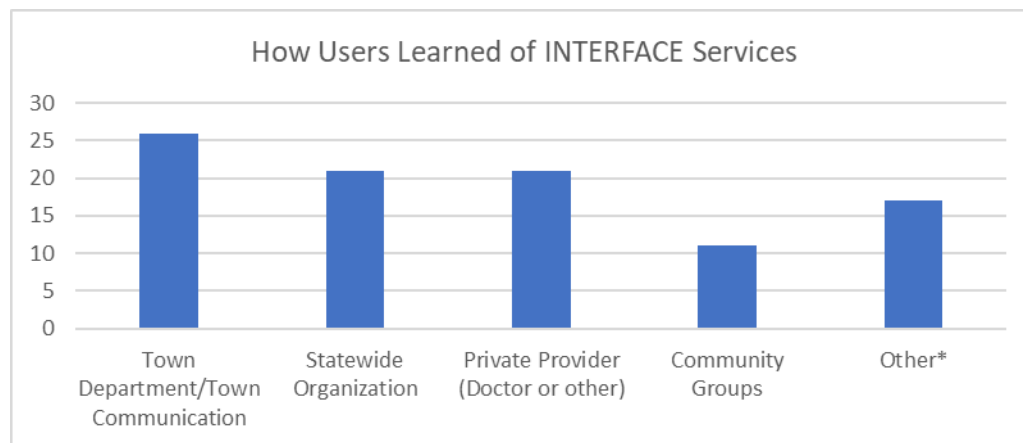 How Users Learned of INTERFACE Services
30
25
20
15
10
5
0
Town
Department/Town
Communication
Statewide
Organization
Private Provider
(Doctor or other)
Community
Groups
Other*